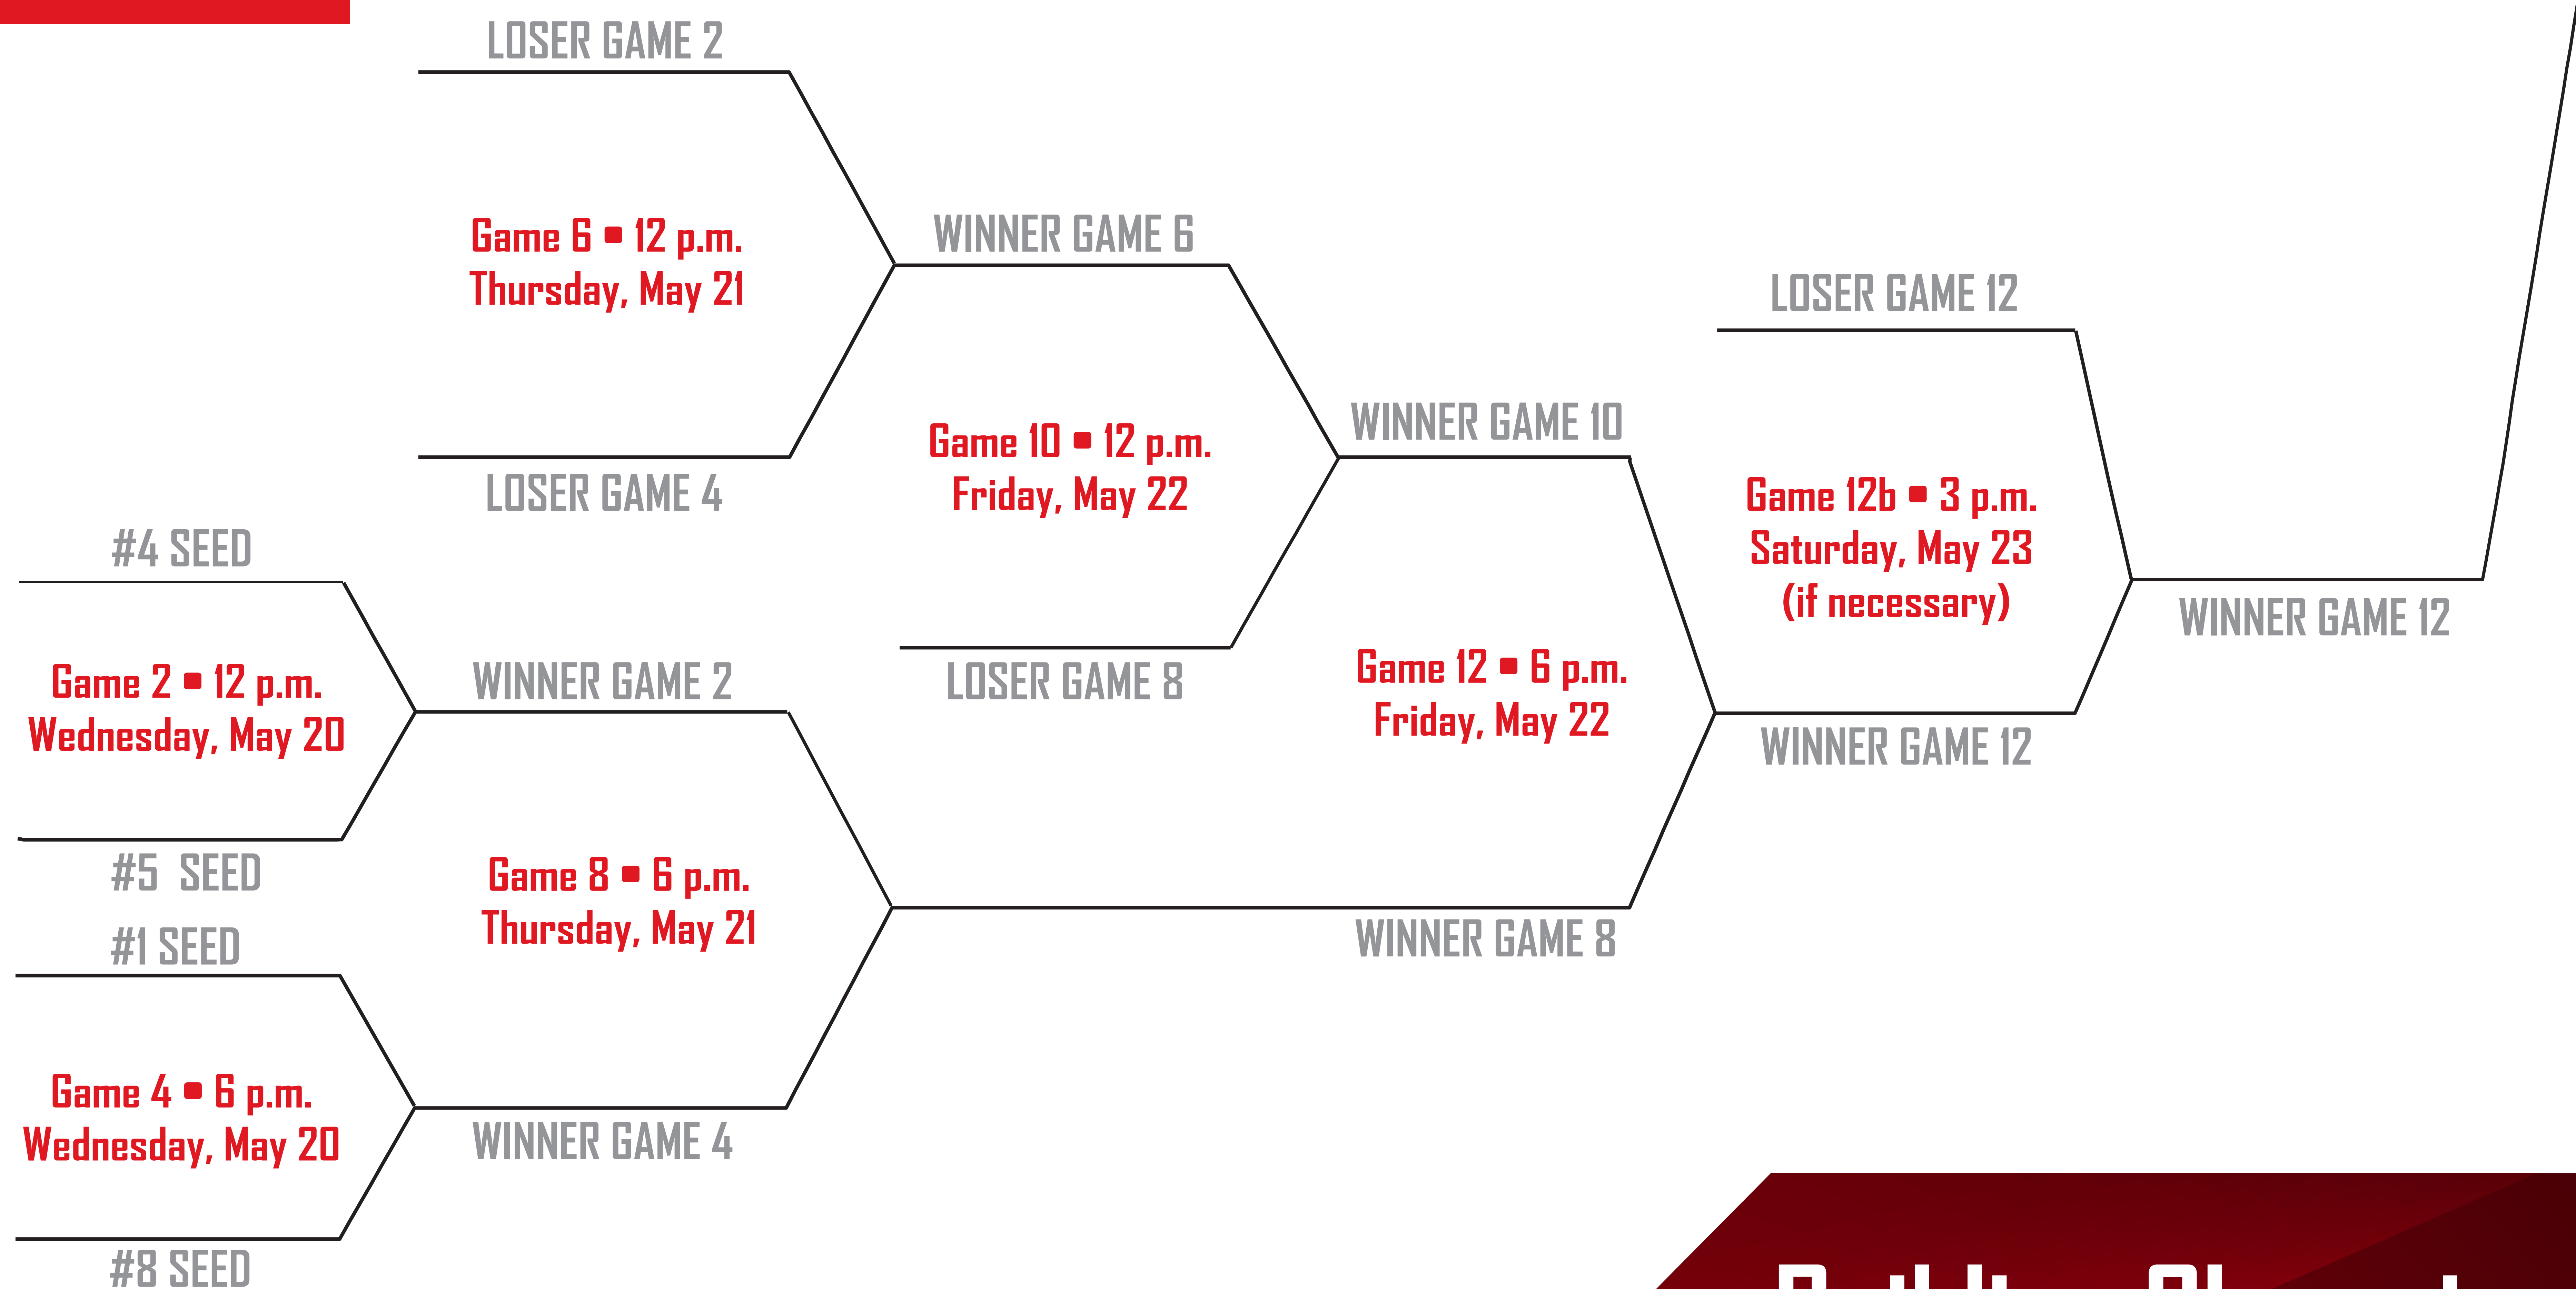 LOSER GAME 2
Game 6 ▪ 12 p.m.
Thursday, May 21
LOSER GAME 4
WINNER GAME 6
Game 10 ▪ 12 p.m.
Friday, May 22
LOSER GAME 8
WINNER GAME 10
Game 12 ▪ 6 p.m.
Friday, May 22
WINNER GAME 8
LOSER GAME 12
Game 12b ▪ 3 p.m.
Saturday, May 23
(if necessary)
WINNER GAME 12
WINNER GAME 12
#4 SEED
Game 2 ▪ 12 p.m.
Wednesday, May 20
#5  SEED
WINNER GAME 2
Game 8 ▪ 6 p.m.
Thursday, May 21
WINNER GAME 4
#1 SEED
Game 4 ▪ 6 p.m.
Wednesday, May 20
#8 SEED